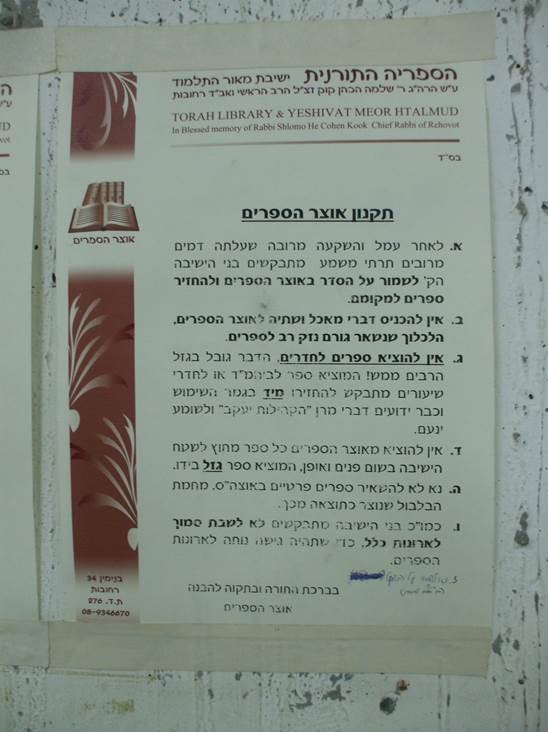 הספריה התורנית ישיבת מאור התלמוד
ע"ש הרה"ג ר' שלמה הכהן קוק זצ"ל הרב הראשי ואב"ד רחובות
TORAH LIBRARY & YESHIVAT MEOR HTALMUD
In Blessed memory of Rabbi Shlomo He Cohen Kook Chief Rabbi of Rehovot
בס"ד
אוצר הספרים
תקנון אוצר הספרים
א. לאחר עמל והשקעה מרובה שעלתה דמים
מרובים תרתי משמע מתבקשים בני הישיבה
הק' לשמור על הסדר באוצר הספרים ולהחזיר
ספרים למקומם.
ב. אין להכניס דברי מאכל ושתיה לאוצר הספרים,
הלכלוך שנשאר גורם נזק רב לספרים.
ג. אין להוציא ספרים לחדרים, הדבר גובל בגזל
הרבים ממש! המוציא ספר לביהמ"ד או לחדרי
שיעורים מתבקש להחזירו מיד בגמר השימוש
וכבר ידועים דברי מרן "הקהילות יעקב" ולשומע
ינעם.
ד. אין להוציא מאוצר הספרים כל ספר מחוץ לשטח
הישיבה בשום פנים ואופן, המוציא ספר גזל בידו.
ה. נא לא להשאיר ספרים פרטיים באוצה"ס, מחמת
הבלבול שנוצר כתוצאה מכך.
ו. כמו"כ בני הישיבה מתבקשים לא לשבת סמוך
לארונות כלל, כדי שתהיה גישה נוחה לארונות
הספרים.
בברכת התורה ובתקוה להבנה
אוצר הספרים
בנימין 34
רחובות
ת.ד. 276
08-9346670